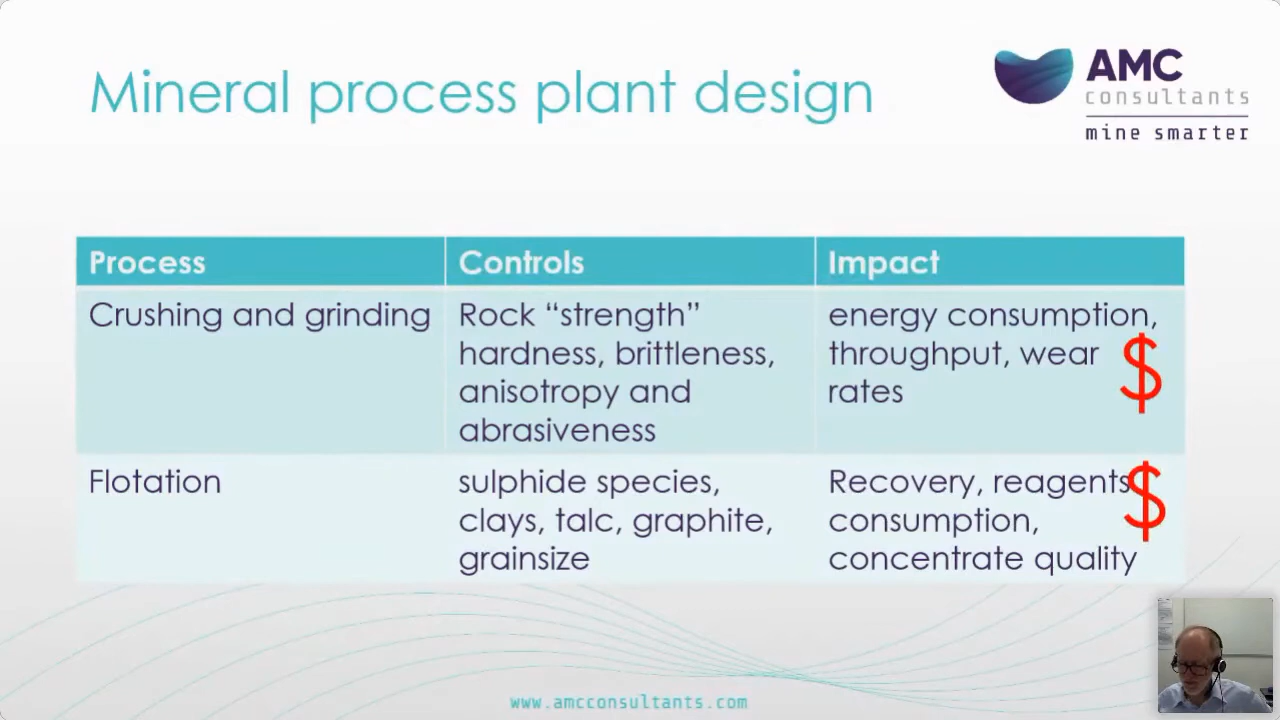 Mineral process plant design
AMC
consultants
mine smarter
Process
Controls
Impact
Crushing and grinding
Rock “strength”
hardness, brittleness,
anisotropy and
abrasiveness
energy consumption,
throughput, wear
rates
$
Flotation
sulphide species,
clays, talc, graphite,
grainsize
Recovery, reagents
consumption,
concentrate quality
$
www.amcconsultants.com